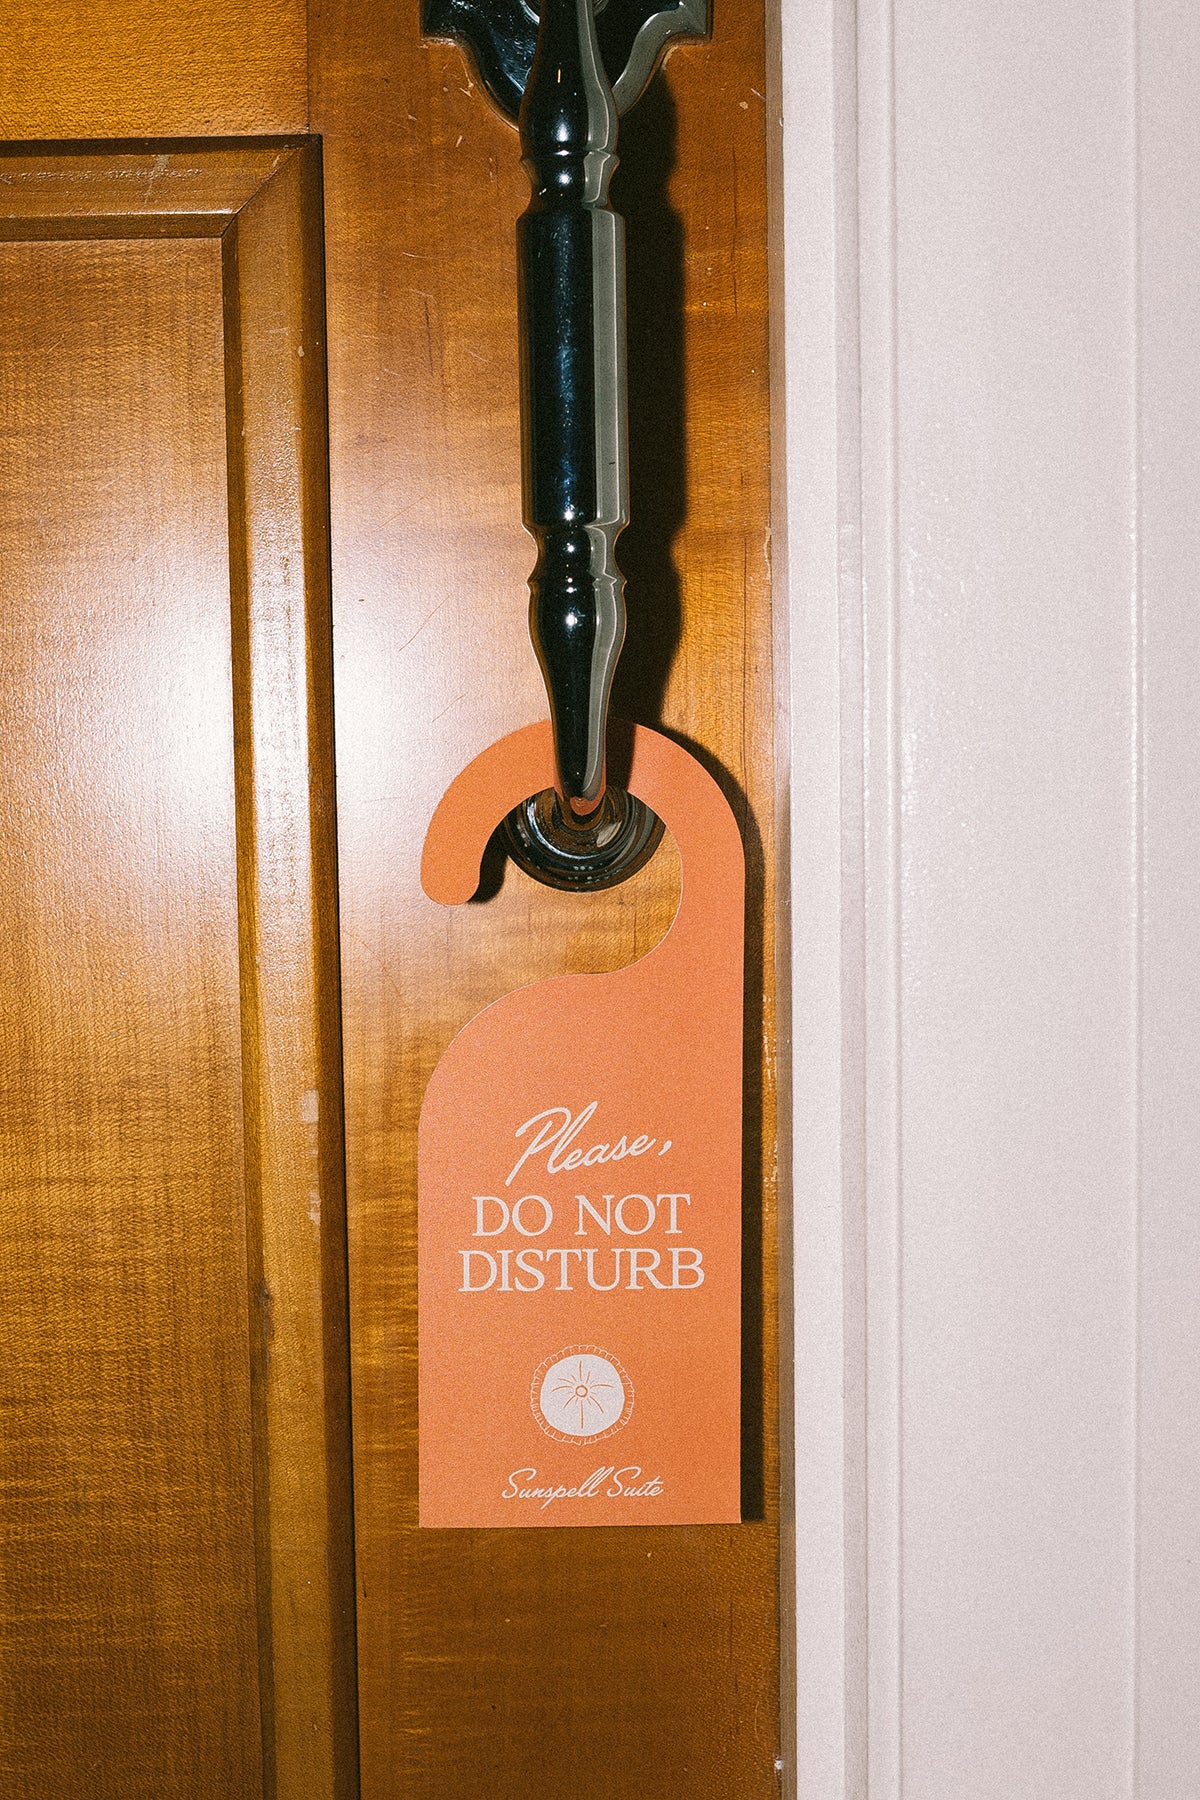 Please,
DO NOT
DISTURB
Sunspell Suite